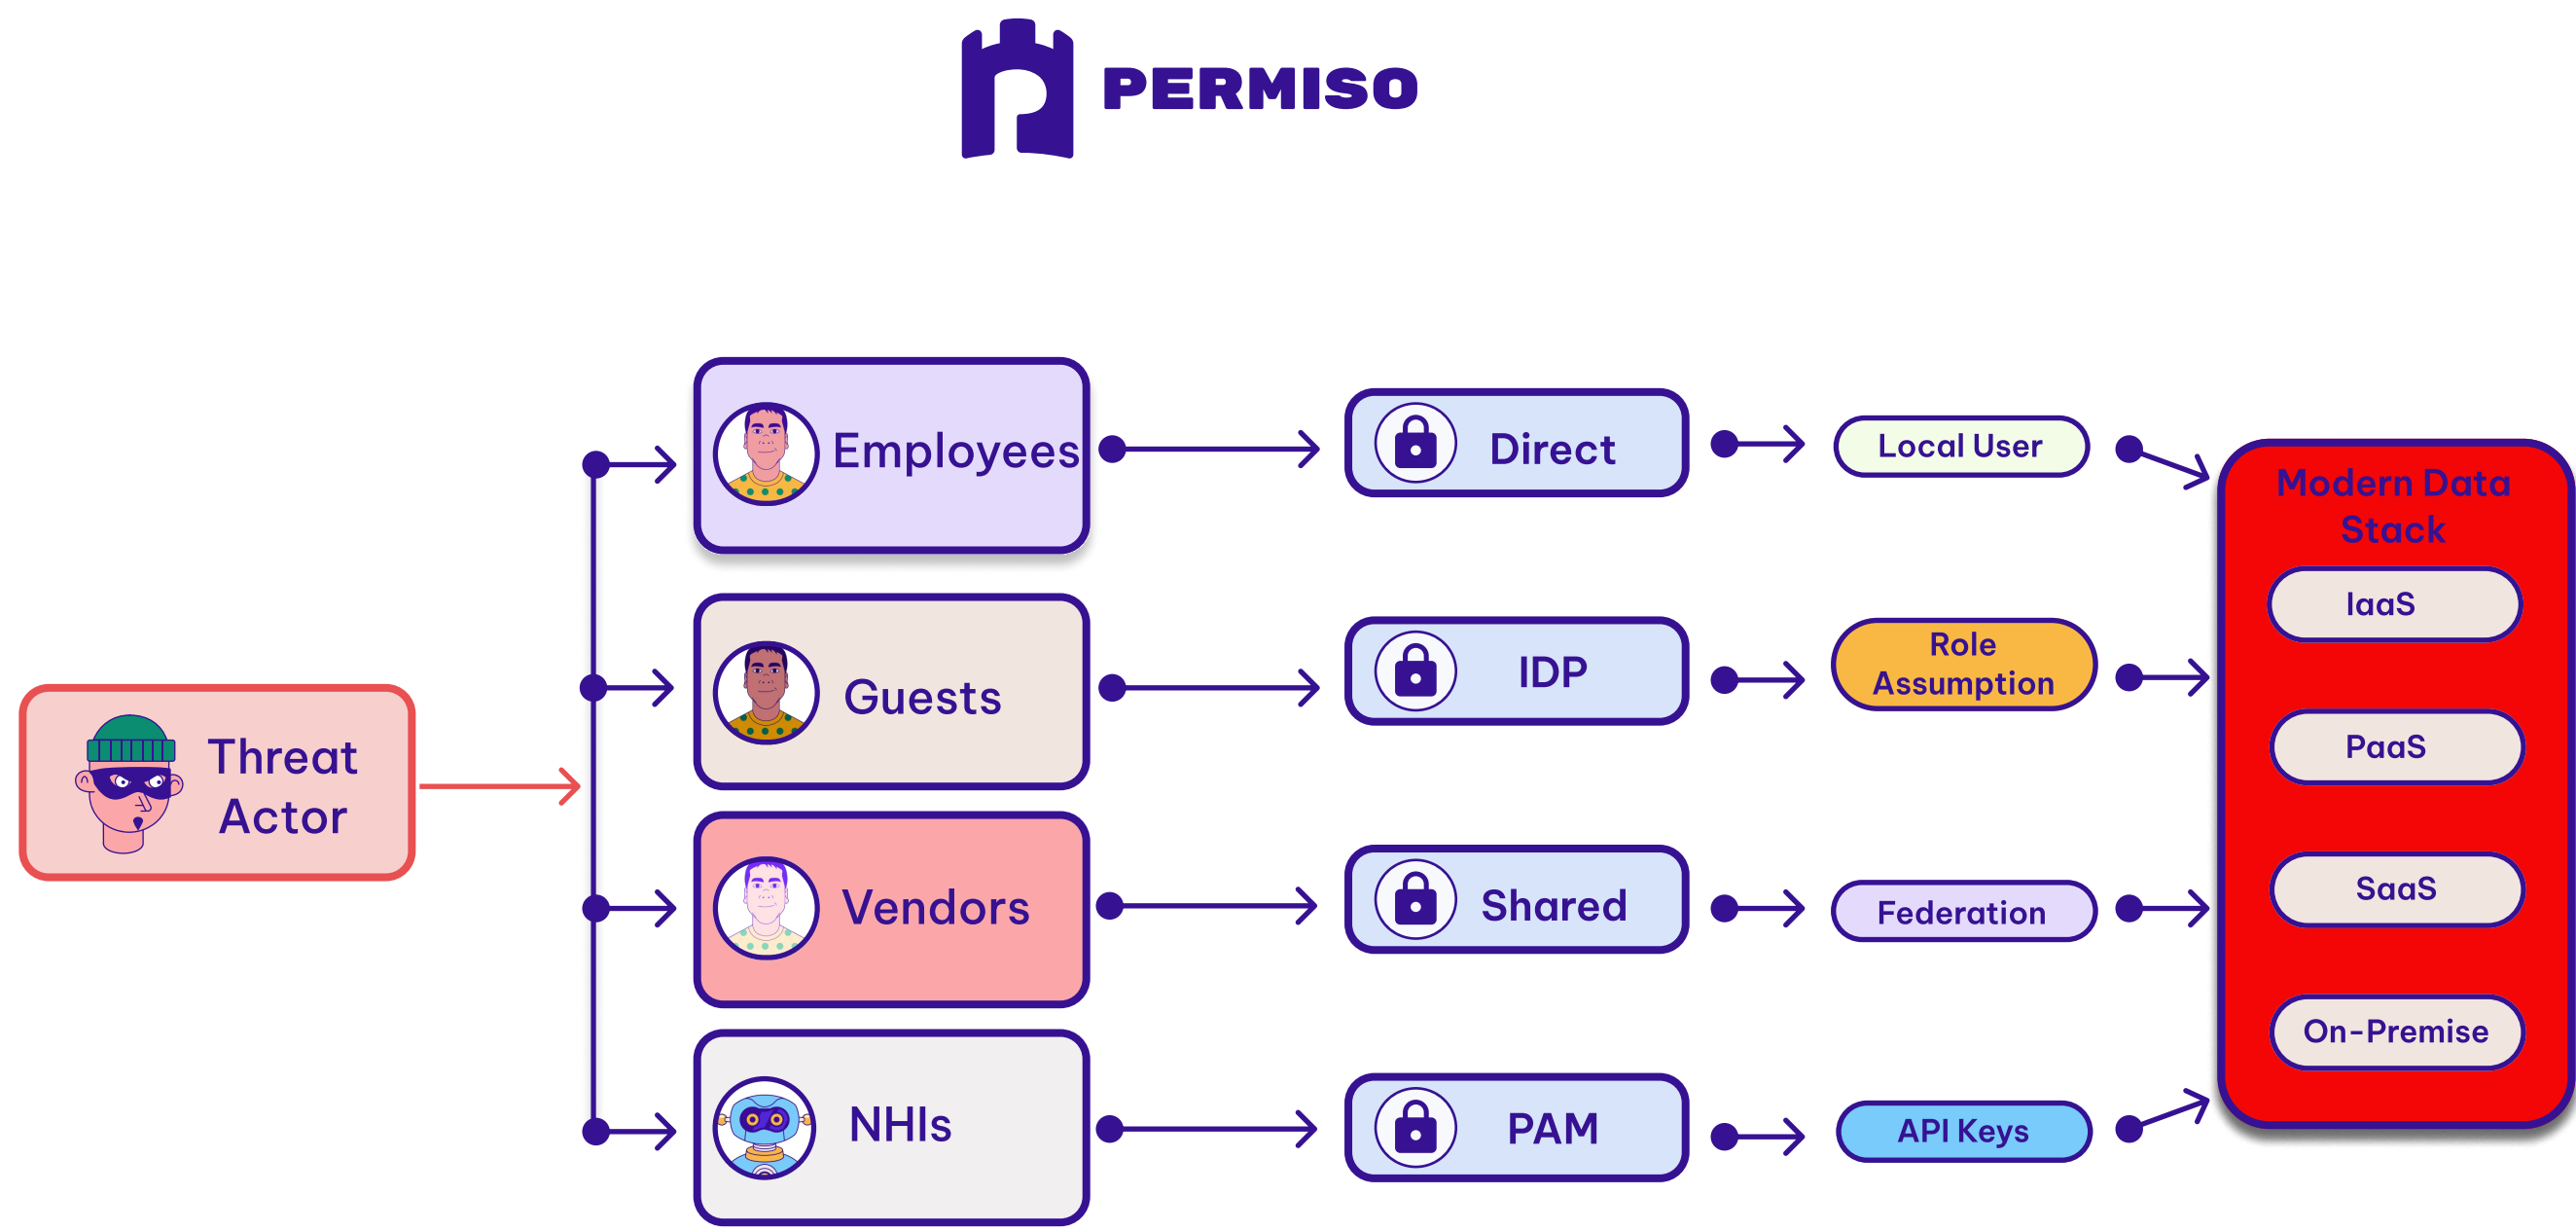 PERMISO
Threat
Actor
Employees
Direct
Local User
Guests
IDP
Role
Assumption
Vendors
Shared
Federation
NHIs
PAM
API Keys
Modern Data
Stack
IaaS
PaaS
SaaS
On-Premise